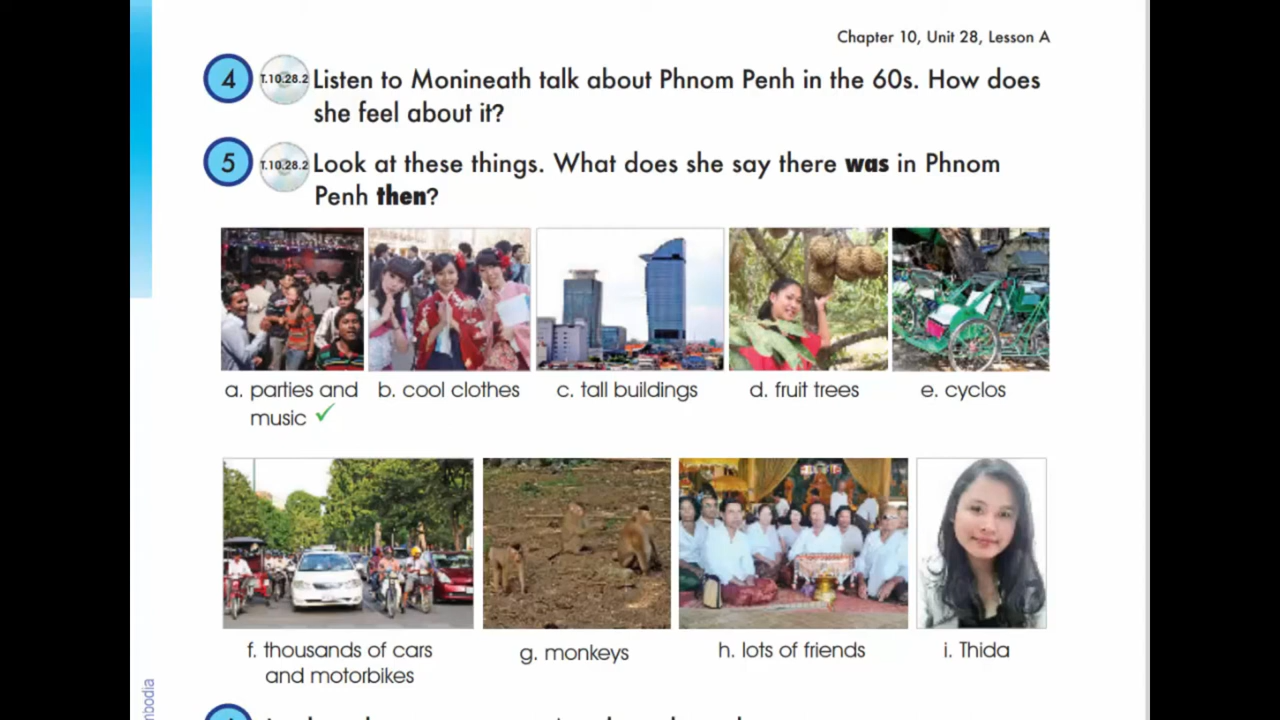 Chapter 10, Unit 28, Lesson A
4 T.10.28.2 Listen to Monineath talk about Phnom Penh in the 60s. How does
she feel about it?
5 T.10.28.2 Look at these things. What does she say there was in Phnom
Penh then?
a. parties and
music ✓
b. cool clothes
c. tall buildings
d. fruit trees
e. cyclos
f. thousands of cars
and motorbikes
g. monkeys
h. lots of friends
i. Thida